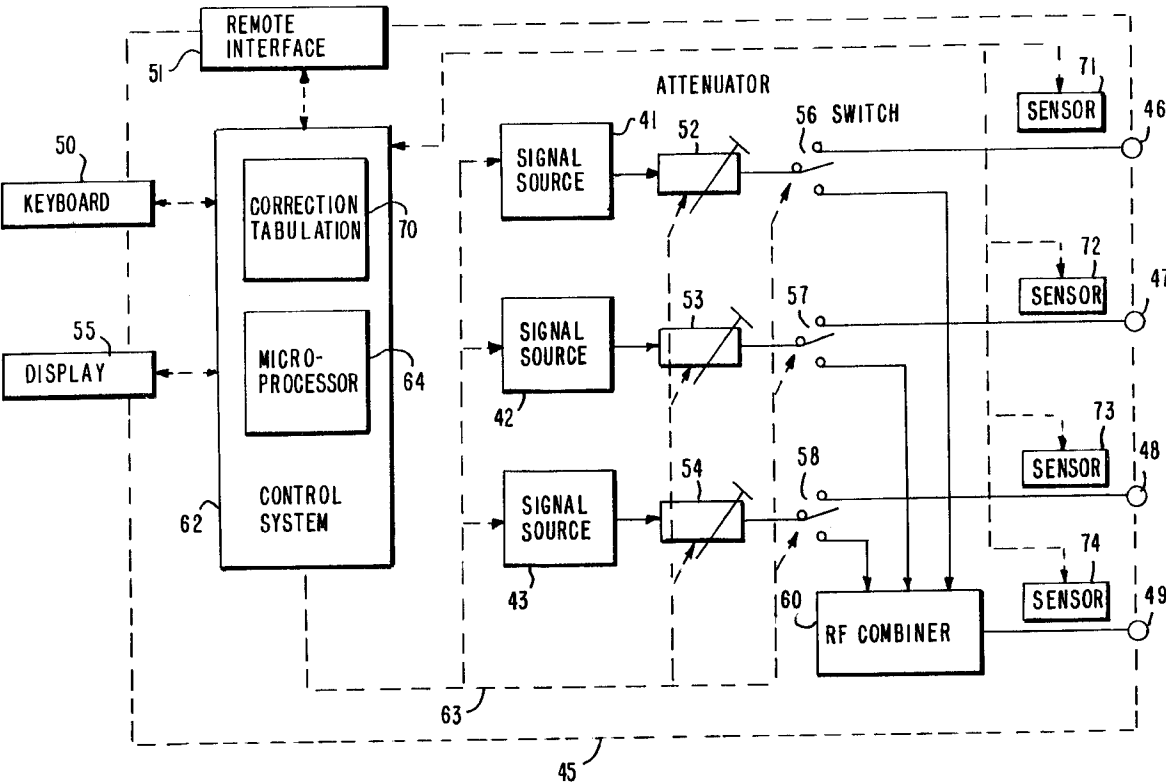 REMOTE
INTERFACE
51
ATTENUATOR
71
SENSOR
46
41
SIGNAL
SOURCE
52
56
SWITCH
50
KEYBOARD
CORRECTION
TABULATION
70
72
SENSOR
47
53
57
SIGNAL
SOURCE
42
55
DISPLAY
MICRO-
PROCESSOR
64
73
SENSOR
48
54
58
SIGNAL
SOURCE
43
CONTROL
SYSTEM
62
74
SENSOR
49
60
RF COMBINER
63
45